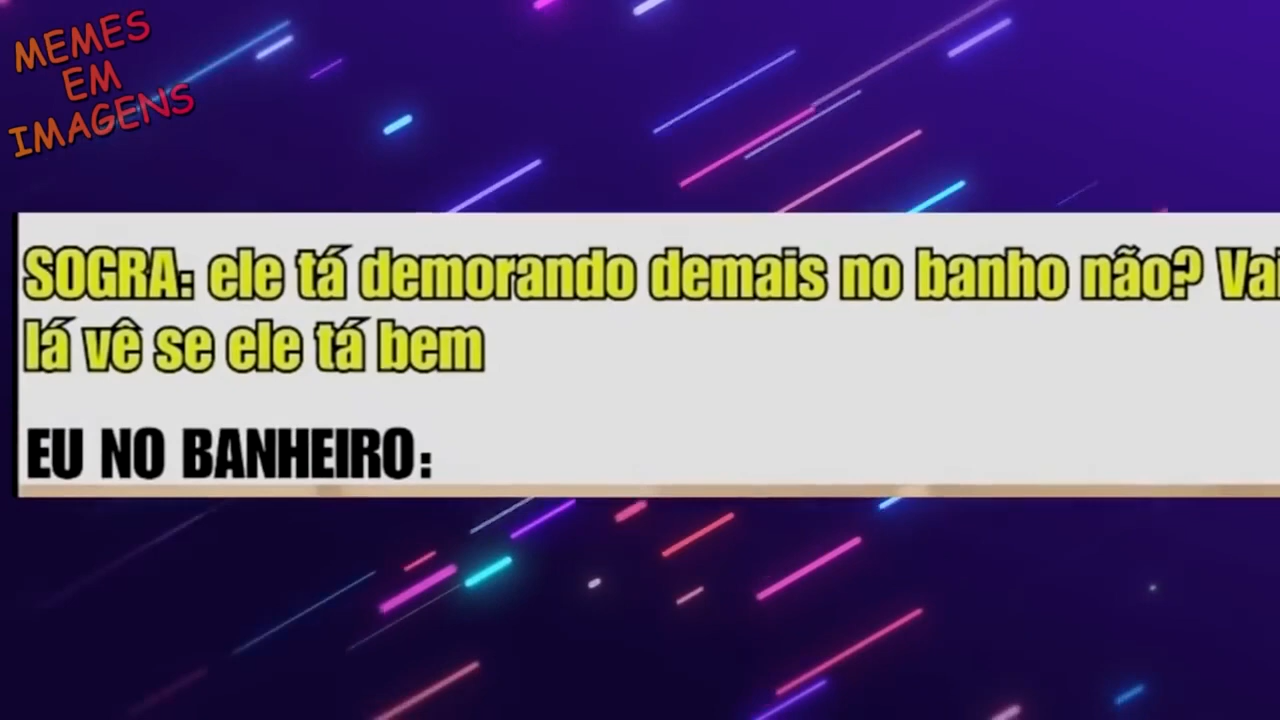 MEMES
EM
IMAGENS
SOGRA: ele tá demorando demais no banho não? Vai
lá vê se ele tá bem
EU NO BANHEIRO: